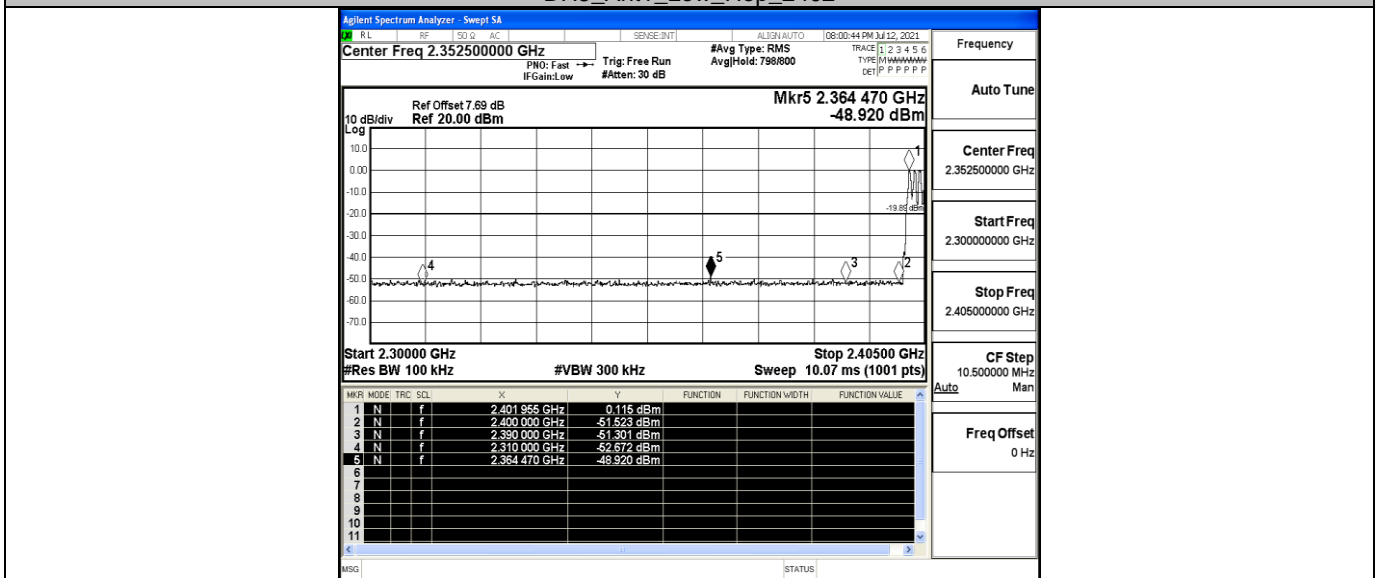 Agilent Spectrum Analyzer - Swept SA
RL RF 50 Ω AC SENSE:INT ALIGN AUTO 08:00:44 PM Jul 12, 2021
Center Freq 2.352500000 GHz
PNO: Fast
IFGain:Low
Trig: Free Run
#Atten: 30 dB
#Avg Type: RMS
Avg|Hold: 798/800
TRACE 1 2 3 4 5 6
TYPE M
DET P P P P P P
Ref Offset 7.69 dB
Ref 20.00 dBm
10 dB/div
Log
Mkr5 2.364 470 GHz
-48.920 dBm
10.0
0.00
-10.0
-20.0
-30.0
-40.0
-50.0
-60.0
-70.0
1
-19.89 dBm
4
5
3
2
Start 2.30000 GHz
Stop 2.40500 GHz
#Res BW 100 kHz
#VBW 300 kHz
Sweep 10.07 ms (1001 pts)
MKR MODE TRC SCL X Y FUNCTION FUNCTION WIDTH FUNCTION VALUE
1 N f 2.401 955 GHz 0.115 dBm
2 N f 2.400 000 GHz -51.523 dBm
3 N f 2.390 000 GHz -51.301 dBm
4 N f 2.310 000 GHz -52.672 dBm
5 N f 2.364 470 GHz -48.920 dBm
6
7
8
9
10
11
MSG
STATUS
Frequency
Auto Tune
Center Freq
2.352500000 GHz
Start Freq
2.300000000 GHz
Stop Freq
2.405000000 GHz
CF Step
10.500000 MHz
Auto Man
Freq Offset
0 Hz